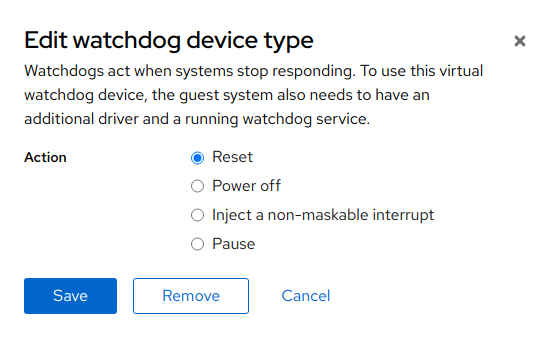 Edit watchdog device type
Watchdogs act when systems stop responding. To use this virtual
watchdog device, the guest system also needs to have an
additional driver and a running watchdog service.
Action
Reset
Power off
Inject a non-maskable interrupt
Pause
Save Remove Cancel